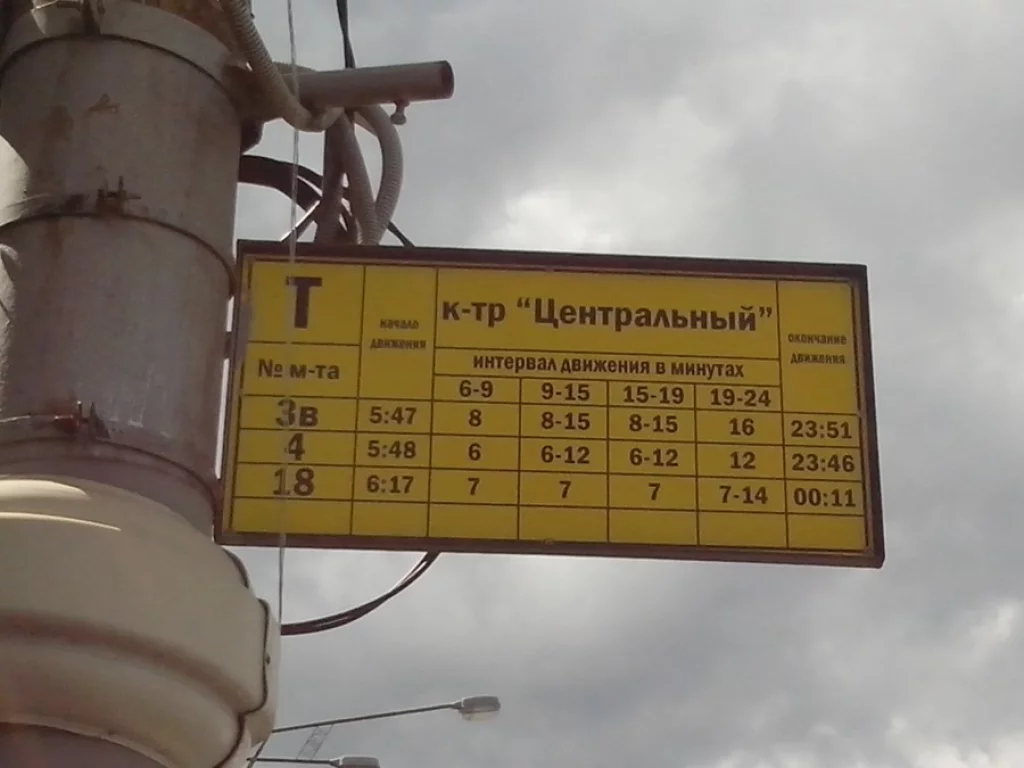 Т
начало движения
к-тр "Центральный"
окончание движения
№ м-та
интервал движения в минутах
6-9 9-15 15-19 19-24
3в 5:47 8 8-15 8-15 16 23:51
4 5:48 6 6-12 6-12 12 23:46
18 6:17 7 7 7 7-14 00:11